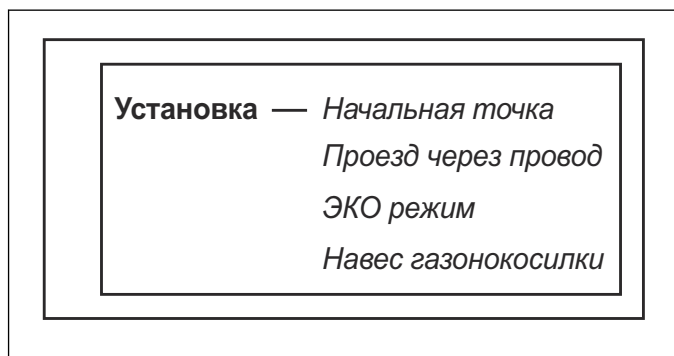 Установка — Начальная точка
Проезд через провод
ЭКО режим
Навес газонокосилки